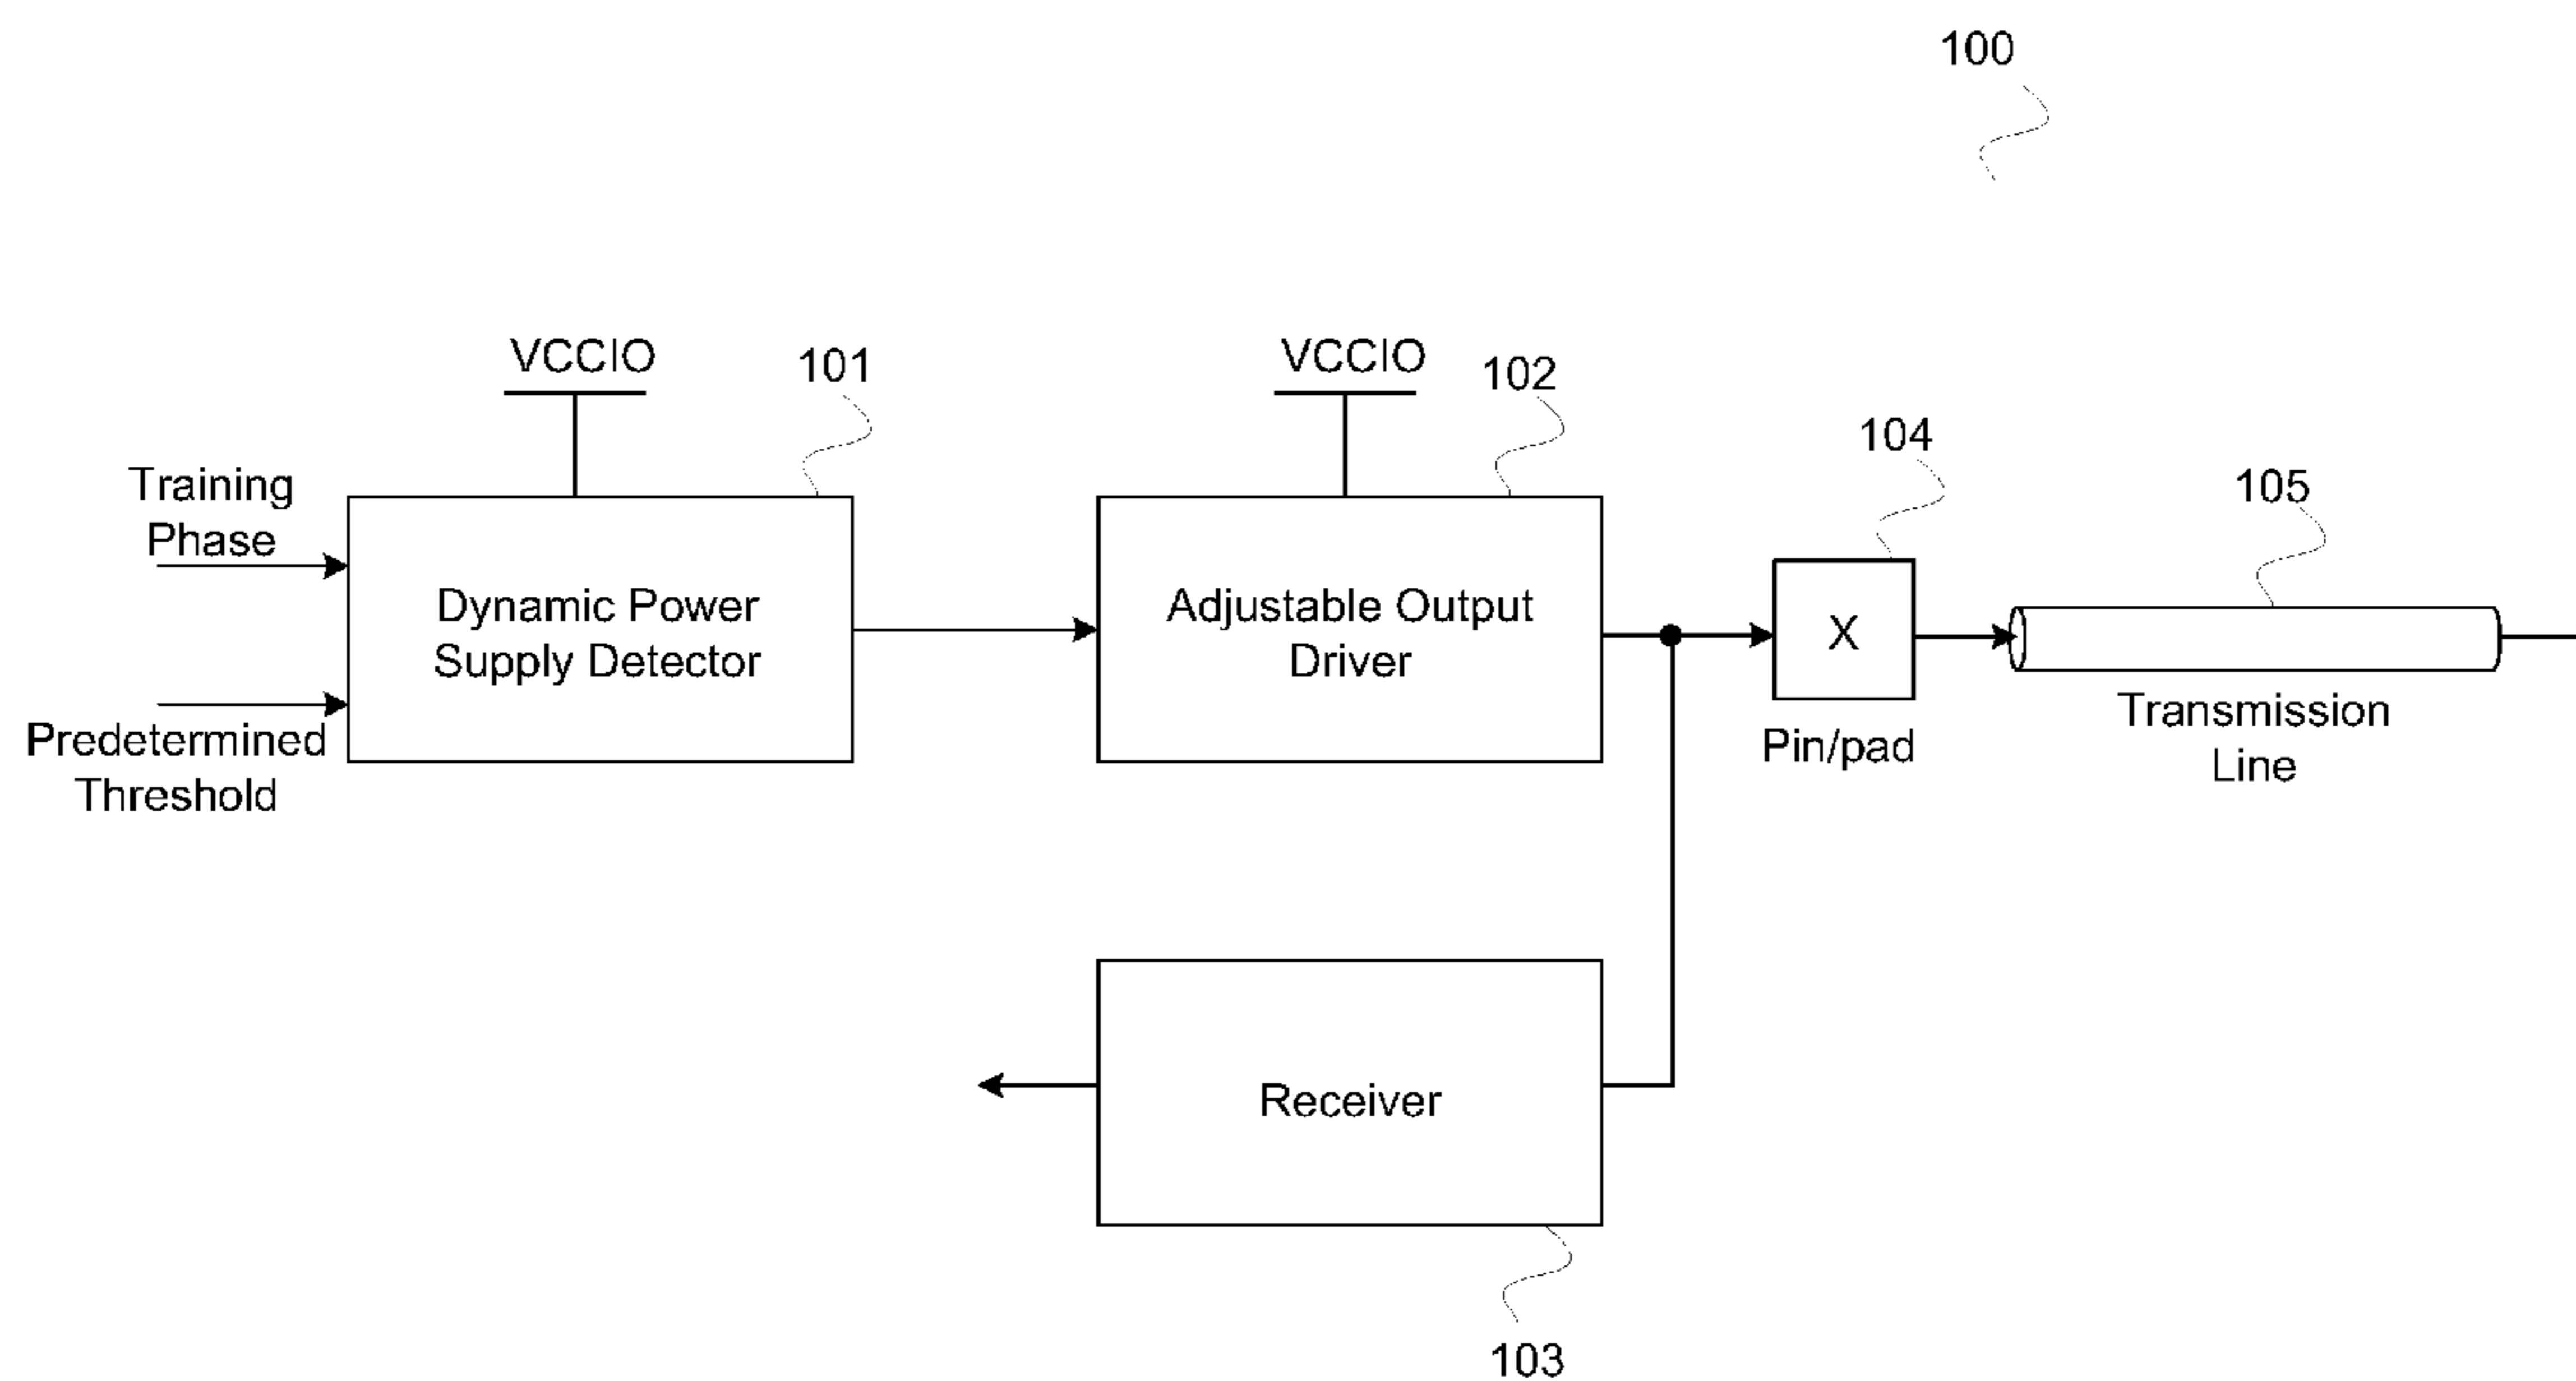 100
VCCIO
101
VCCIO
102
104
105
Training
Phase
Dynamic Power
Supply Detector
Adjustable Output
Driver
X
Predetermined
Threshold
Pin/pad
Transmission
Line
Receiver
103